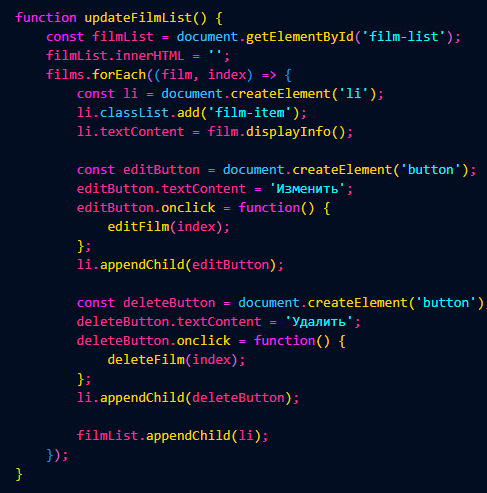 function updateFilmList() {
    const filmList = document.getElementById('film-list');
    filmList.innerHTML = '';
    films.forEach((film, index) => {
        const li = document.createElement('li');
        li.classList.add('film-item');
        li.textContent = film.displayInfo();

        const editButton = document.createElement('button');
        editButton.textContent = 'Изменить';
        editButton.onclick = function() {
            editFilm(index);
        };
        li.appendChild(editButton);

        const deleteButton = document.createElement('button');
        deleteButton.textContent = 'Удалить';
        deleteButton.onclick = function() {
            deleteFilm(index);
        };
        li.appendChild(deleteButton);

        filmList.appendChild(li);
    });
}